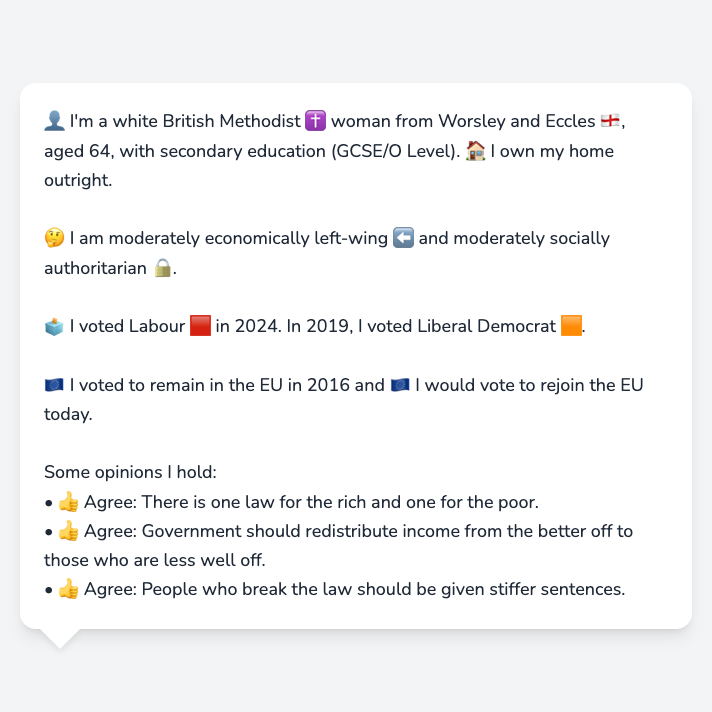 👤 I'm a white British Methodist ✝️ woman from Worsley and Eccles 🏴󠁧󠁢󠁥󠁮󠁧󠁿,
aged 64, with secondary education (GCSE/O Level). 🏠 I own my home
outright.
🤔 I am moderately economically left-wing ⬅️ and moderately socially
authoritarian 🔒.
🗳️ I voted Labour 🟥 in 2024. In 2019, I voted Liberal Democrat 🟧.
🇪🇺 I voted to remain in the EU in 2016 and 🇪🇺 I would vote to rejoin the EU
today.
Some opinions I hold:
• 👍 Agree: There is one law for the rich and one for the poor.
• 👍 Agree: Government should redistribute income from the better off to
those who are less well off.
• 👍 Agree: People who break the law should be given stiffer sentences.